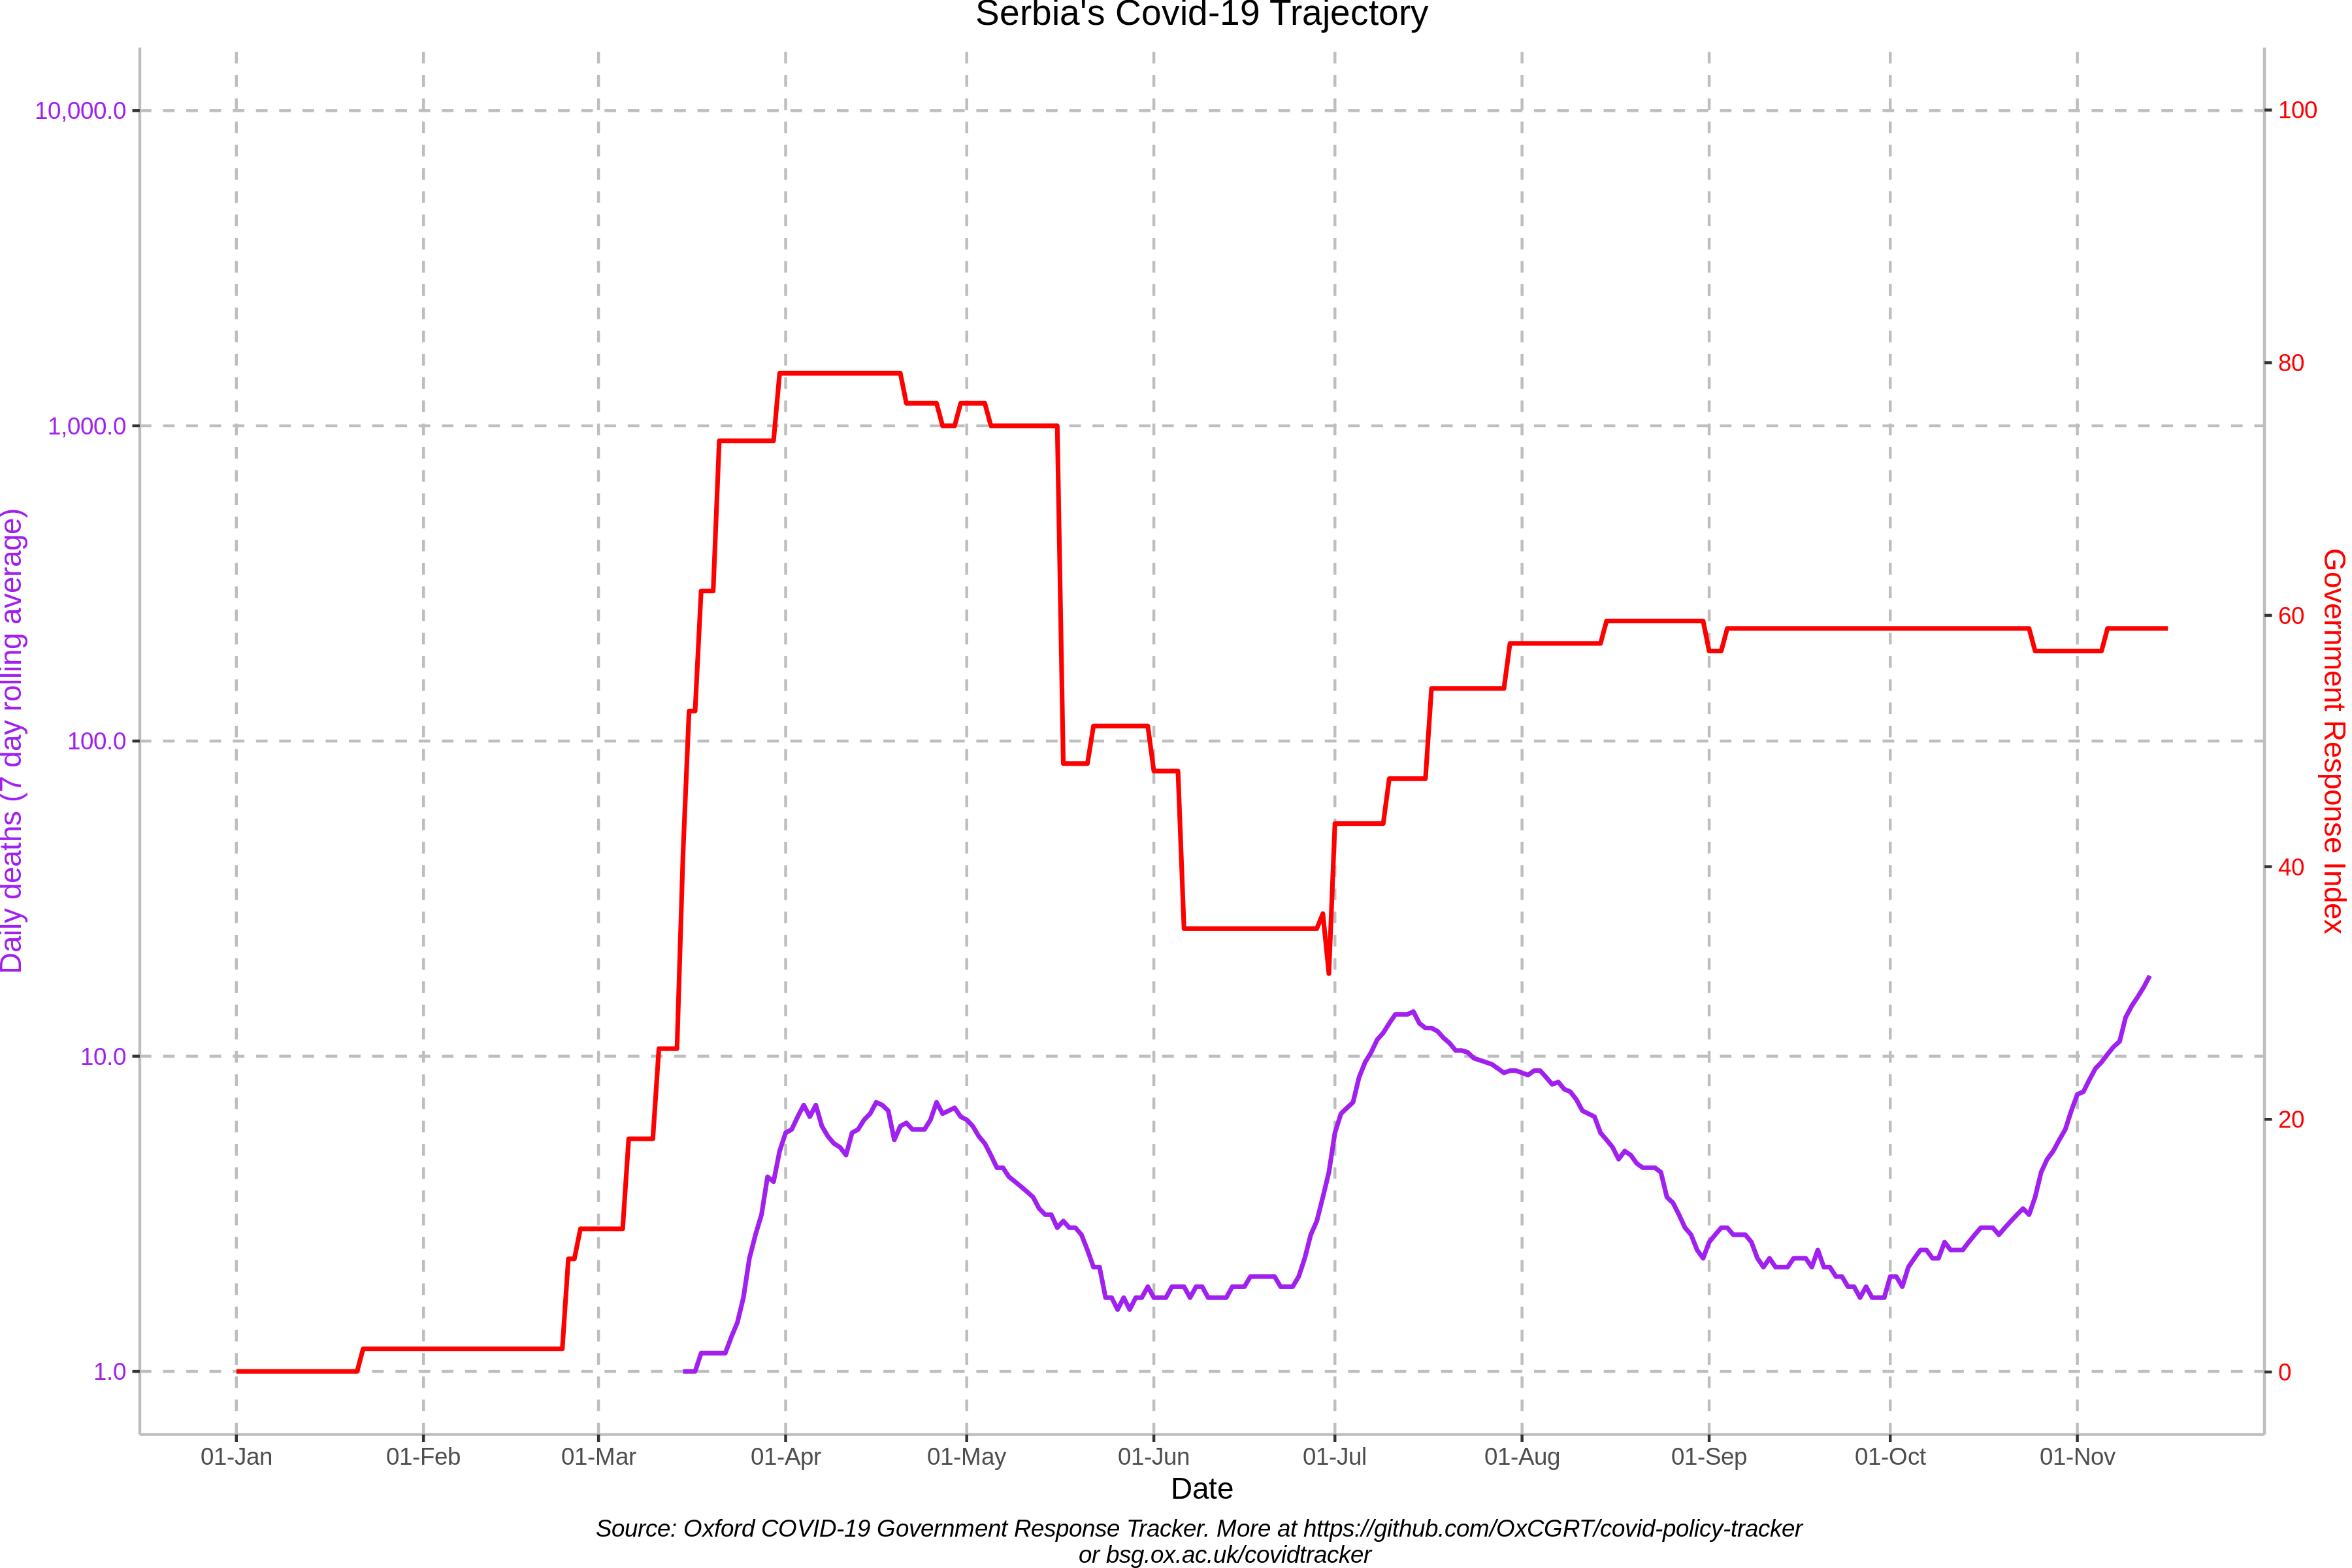 Serbia's Covid-19 Trajectory
10,000.0
1,000.0
100.0
10.0
1.0
Daily deaths (7 day rolling average)
100
80
60
40
20
0
Government Response Index
01-Jan
01-Feb
01-Mar
01-Apr
01-May
01-Jun
01-Jul
01-Aug
01-Sep
01-Oct
01-Nov
Date
Source: Oxford COVID-19 Government Response Tracker. More at https://github.com/OxCGRT/covid-policy-tracker
or bsg.ox.ac.uk/covidtracker